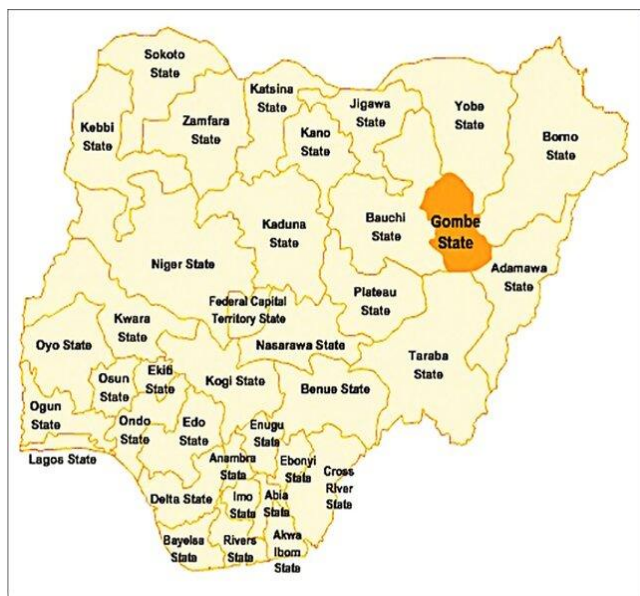 Sokoto
State
Katsina
State
Jigawa
State
Yobe
State
Kebbi
State
Zamfara
State
Kano
State
Borno
State
Kaduna
State
Bauchi
State
Gombe
State
Niger State
Adamawa
State
Plateau
State
Federal Capital
Territory State
Kwara
State
Oyo State
Nasarawa State
Taraba
State
Osun
State
Ekiti
State
Kogi State
Benue State
Ogun
State
Ondo
State
Edo
State
Enugu
State
Lagos State
Anambra
State
Ebonyi
State
Cross
River
State
Delta State
Imo
State
Abia
State
Bayelsa
State
Rivers
State
Akwa
Ibom
State